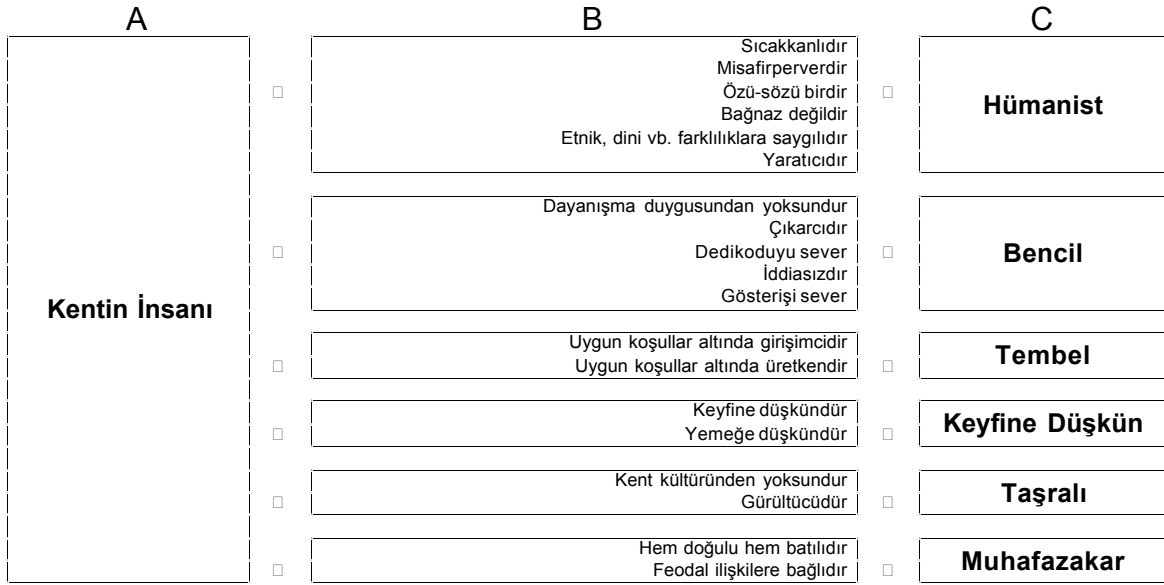 A
B
C
Kentin İnsanı
Sıcakkanlıdır
Misafirperverdir
Özü-sözü birdir
Bağnaz değildir
Etnik, dini vb. farklılıklara saygılıdır
Yaratıcıdır
Hümanist
Dayanışma duygusundan yoksundur
Çıkarcıdır
Dedikoduyu sever
İddiasızdır
Gösterişi sever
Bencil
Uygun koşullar altında girişimcidir
Uygun koşullar altında üretkendir
Tembel
Keyfine düşkündür
Yemeğe düşkündür
Keyfine Düşkün
Kent kültüründen yoksundur
Gürültücüdür
Taşralı
Hem doğulu hem batılıdır
Feodal ilişkilere bağlıdır
Muhafazakar